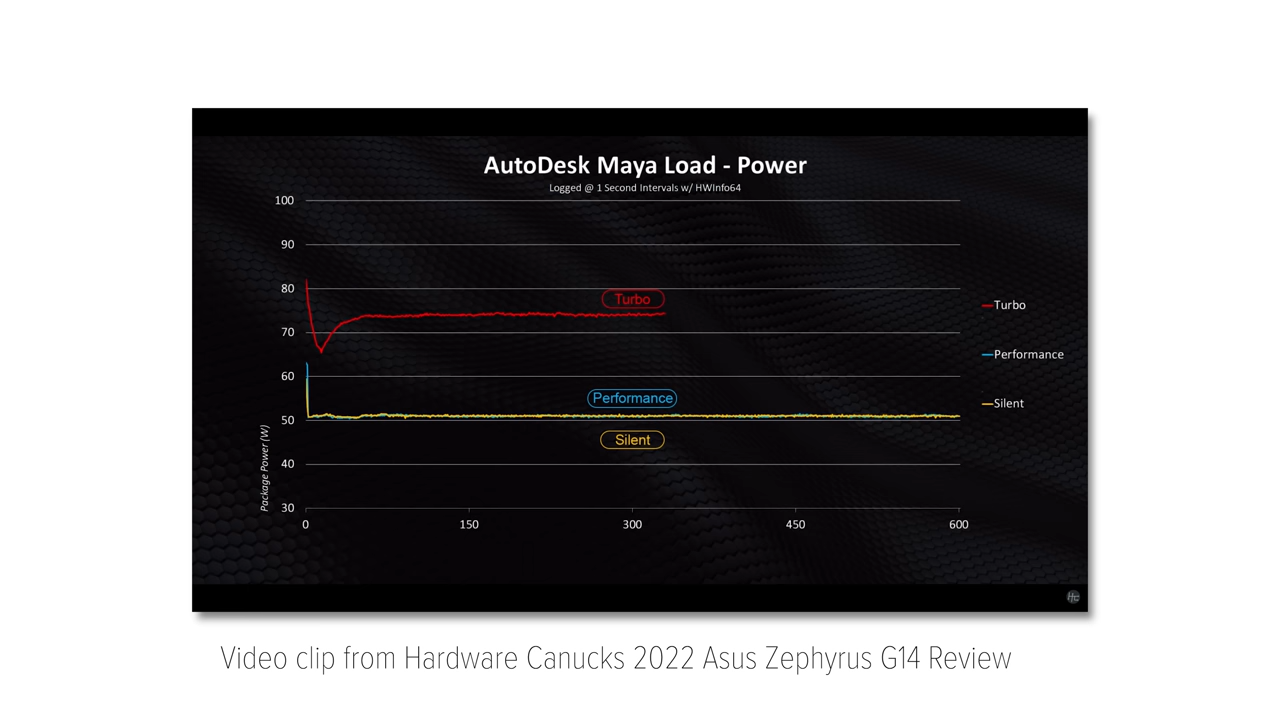 AutoDesk Maya Load - Power
Logged @ 1 Second Intervals w/ HWInfo64
100
90
80
70
60
50
40
30
Package Power (W)
0 150 300 450 600
Turbo
Performance
Silent
Turbo
Performance
Silent
Hc
Video clip from Hardware Canucks 2022 Asus Zephyrus G14 Review